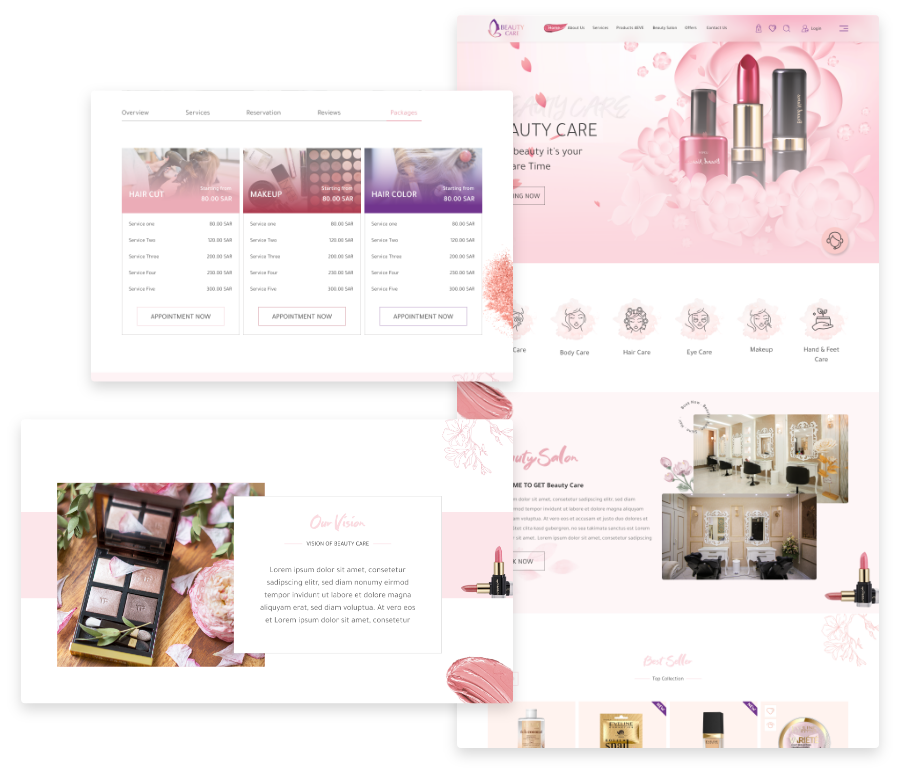 BEAUTY
CARE
Home
About Us
Services
Products
Beauty Salon
Offers
Contact Us
Login
BEAUTY CARE
AUTY CARE
beauty it's your
are Time
NG NOW
Overview
Services
Reservation
Reviews
Packages
HAIR CUT
Starting from
80.00 SAR
Service one 80.00 SAR
Service Two 120.00 SAR
Service Three 200.00 SAR
Service Four 250.00 SAR
Service Five 300.00 SAR
APPOINTMENT NOW
MAKEUP
Starting from
80.00 SAR
Service one 80.00 SAR
Service Two 120.00 SAR
Service Three 200.00 SAR
Service Four 250.00 SAR
Service Five 300.00 SAR
APPOINTMENT NOW
HAIR COLOR
Starting from
80.00 SAR
Service one 80.00 SAR
Service Two 120.00 SAR
Service Three 200.00 SAR
Service Four 250.00 SAR
Service Five 300.00 SAR
APPOINTMENT NOW
Care
Body Care
Hair Care
Eye Care
Makeup
Hand & Feet
Care
Book Now
uty Salon
ME TO GET Beauty Care
dolor sit amet, consetetur sadipscing elitr, sed diam
tempor invidunt ut labore et dolore magna aliquyam
am voluptua. At vero eos et accusam et justo duo dolores et
clita kasd gubergren, no sea takimata sanctus est Lorem
sit amet. Lorem ipsum dolor sit amet, consetetur sadipscing
K NOW
Our Vision
VISION OF BEAUTY CARE
Lorem ipsum dolor sit amet, consetetur
sadipscing elitr, sed diam nonumy eirmod
tempor invidunt ut labore et dolore magna
aliquyam erat, sed diam voluptua. At vero eos
et Lorem ipsum dolor sit amet, consetetur
Best Seller
Top Collection
EVELINE
snail
VARIÉTÉ